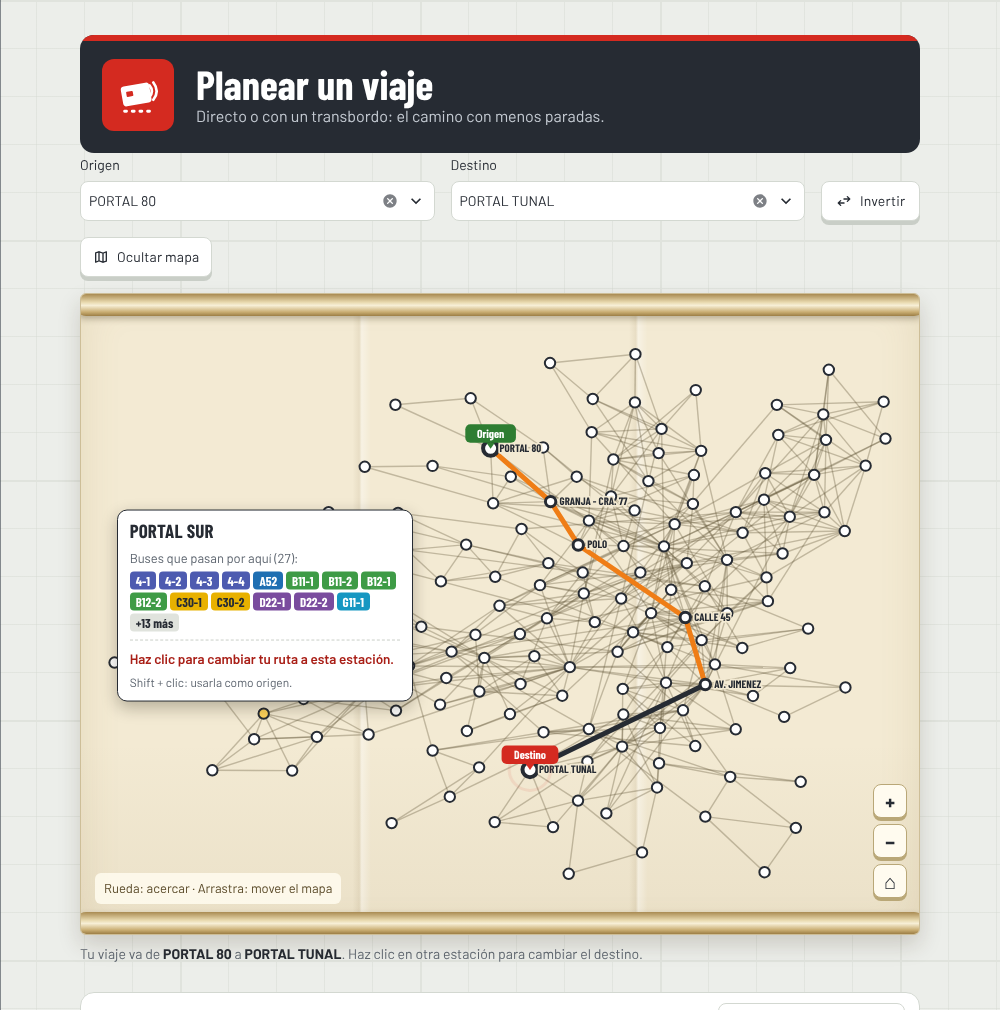 Planear un viaje
Directo o con un transbordo: el camino con menos paradas.
Origen
Destino
PORTAL 80
PORTAL TUNAL
Invertir
Ocultar mapa
Origen
PORTAL 80
GRANJA - CRA. 77
POLO
CALLE 45
AV. JIMENEZ
Destino
PORTAL TUNAL
PORTAL SUR
Buses que pasan por aquí (27):
4-1 4-2 4-3 4-4 A52 B11-1 B11-2 B12-1
B12-2 C30-1 C30-2 D22-1 D22-2 G11-1
+13 más
Haz clic para cambiar tu ruta a esta estación.
Shift + clic: usarla como origen.
+
−
⌂
Rueda: acercar · Arrastra: mover el mapa
Tu viaje va de PORTAL 80 a PORTAL TUNAL. Haz clic en otra estación para cambiar el destino.